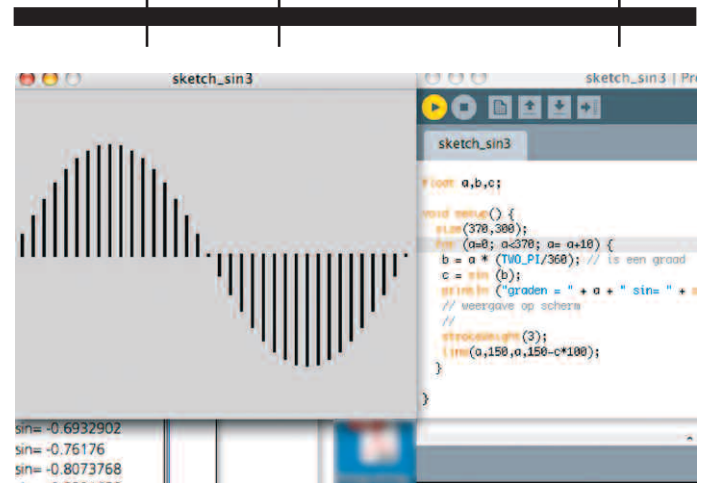 sketch_sin3
sketch_sin3 | Pr
sketch_sin3
float a,b,c;
void setup() {
size(370,300);
for (a=0; a<370; a= a+10) {
b = a * (TWO_PI/360); // is een graad
c = sin (b);
println ("graden = " + a + " sin= " +
// weergave op scherm
//
strokeWeight(3);
line(a,150,a,150-c*100);
}
}
sin= -0.6932902
sin= -0.76176
sin= -0.8073768